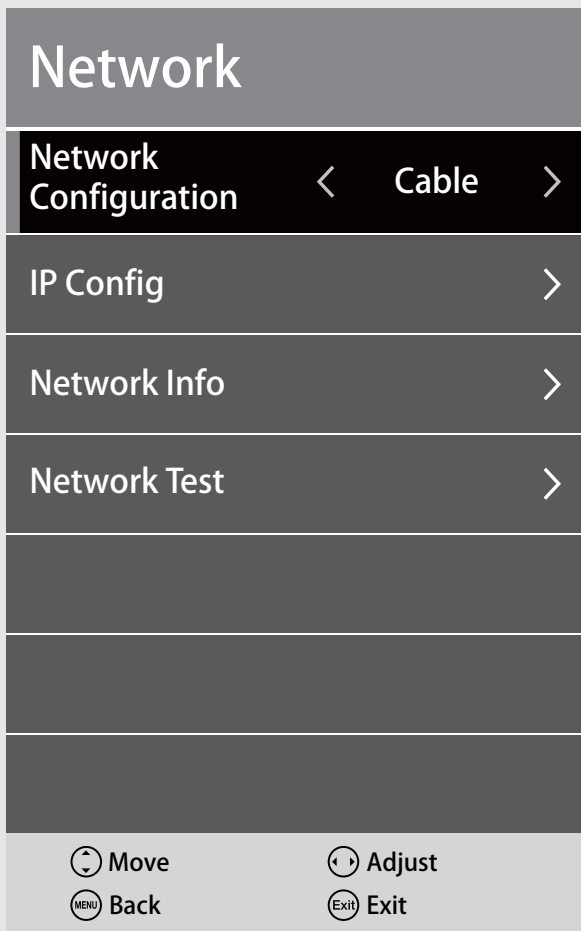 Network
Network
Configuration
Cable
IP Config
Network Info
Network Test
Move
Adjust
MENU Back
Exit Exit